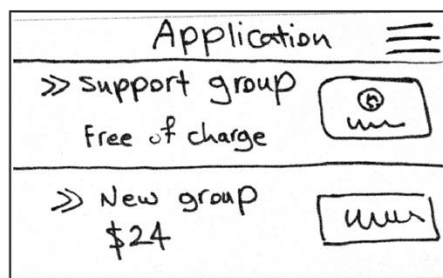 Application
>> Support group
Free of charge
>> New group
$24